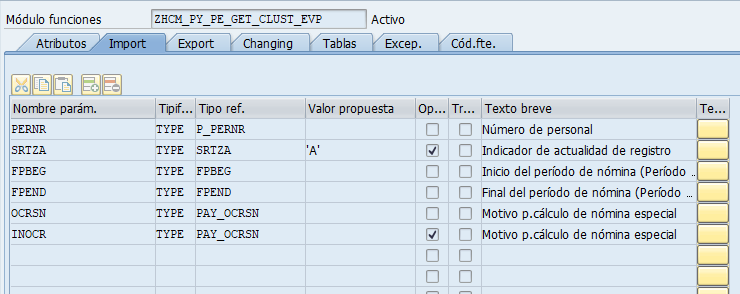 Módulo funciones ZHCM_PY_PE_GET_CLUST_EVP Activo
Atributos Import Export Changing Tablas Excep. Cód.fte.
Nombre parám. Tipif... Tipo ref. Valor propuesta Op... Tr... Texto breve Te...
PERNR TYPE P_PERNR Número de personal
SRTZA TYPE SRTZA 'A' Indicador de actualidad de registro
FPBEG TYPE FPBEG Inicio del período de nómina (Período ...
FPEND TYPE FPEND Final del período de nómina (Período ...
OCRSN TYPE PAY_OCRSN Motivo p.cálculo de nómina especial
INOCR TYPE PAY_OCRSN Motivo p.cálculo de nómina especial